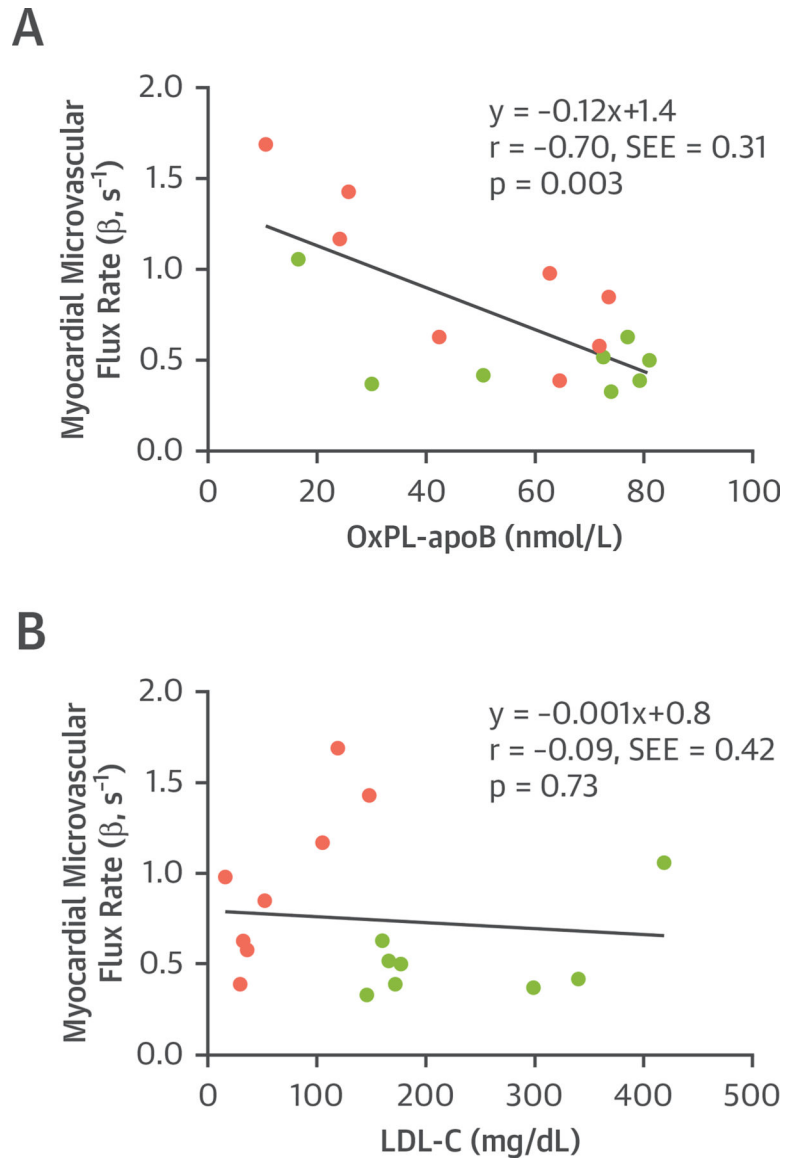 A
2.0
1.5
1.0
0.5
0.0
Myocardial Microvascular
Flux Rate (β, s⁻¹)
y = –0.12x+1.4
r = –0.70, SEE = 0.31
p = 0.003
0 20 40 60 80 100
OxPL-apoB (nmol/L)
B
2.0
1.5
1.0
0.5
0.0
Myocardial Microvascular
Flux Rate (β, s⁻¹)
y = –0.001x+0.8
r = –0.09, SEE = 0.42
p = 0.73
0 100 200 300 400 500
LDL-C (mg/dL)